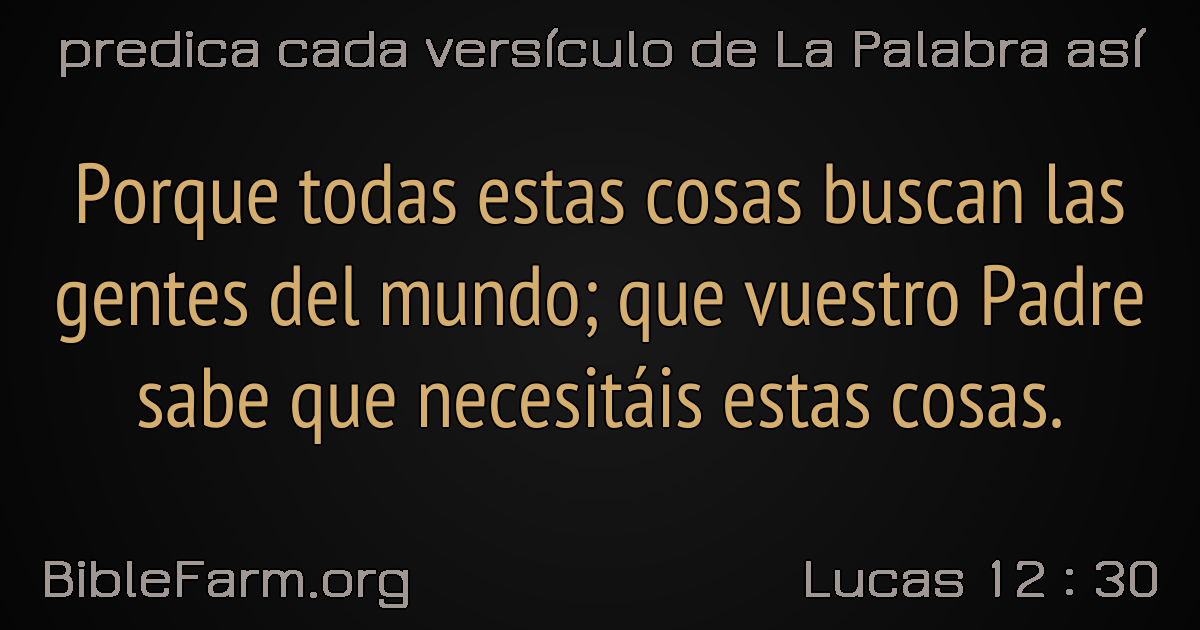 predica cada versículo de La Palabra así
Porque todas estas cosas buscan las
gentes del mundo; que vuestro Padre
sabe que necesitáis estas cosas.
BibleFarm.org
Lucas 12 : 30